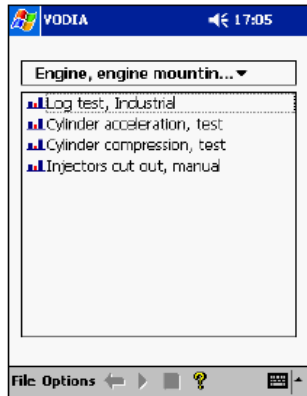 VODIA 17:05
Engine, engine mountin...
Log test, Industrial
Cylinder acceleration, test
Cylinder compression, test
Injectors cut out, manual
File Options